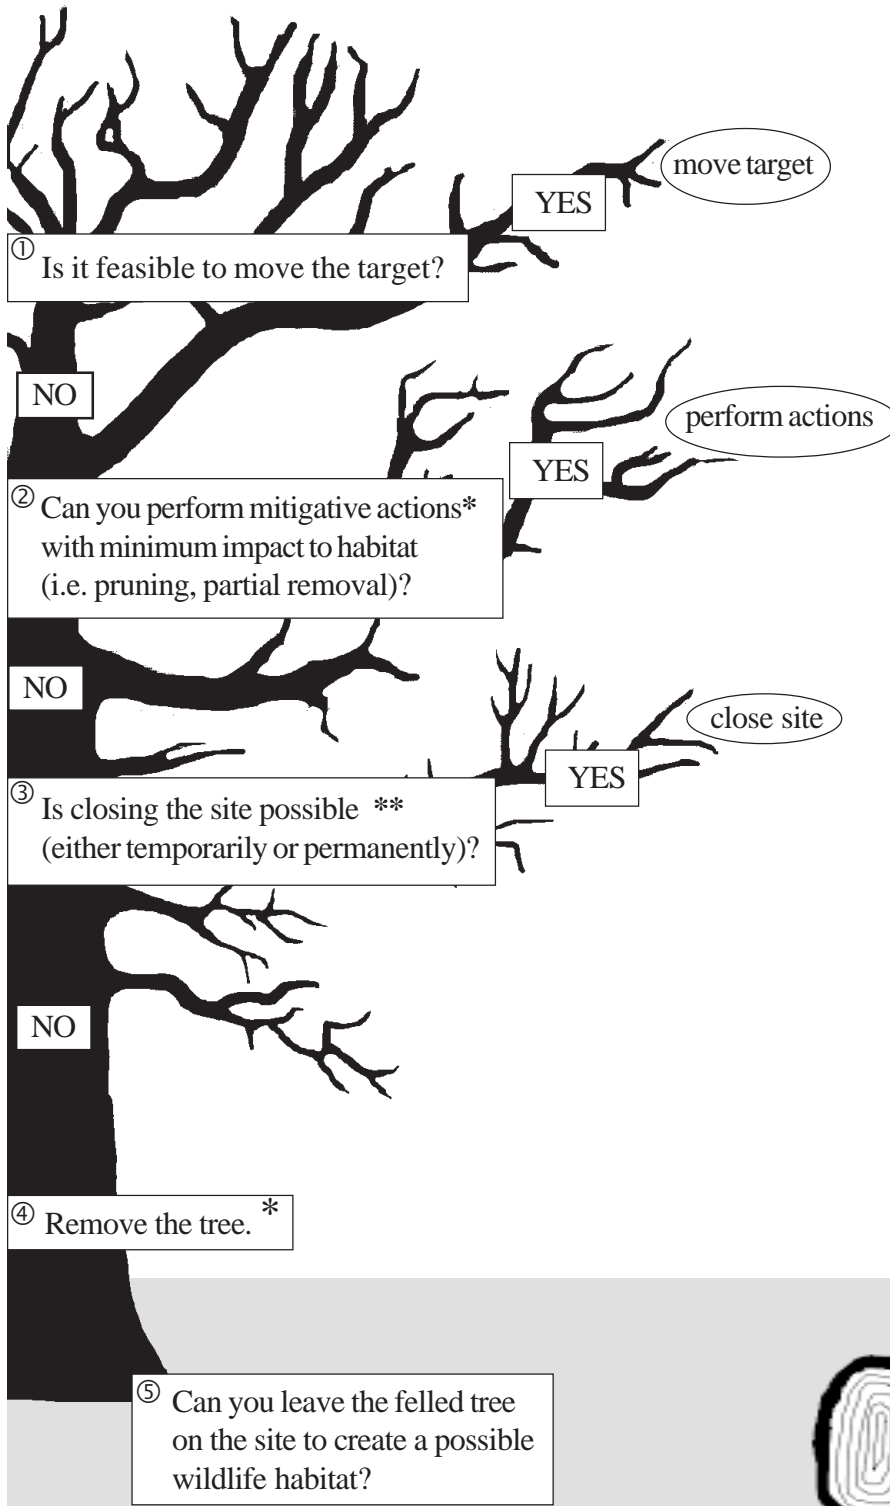 ① Is it feasible to move the target?
YES
move target
NO
② Can you perform mitigative actions*
with minimum impact to habitat
(i.e. pruning, partial removal)?
YES
perform actions
NO
③ Is closing the site possible **
(either temporarily or permanently)?
YES
close site
NO
④ Remove the tree. *
⑤ Can you leave the felled tree
on the site to create a possible
wildlife habitat?